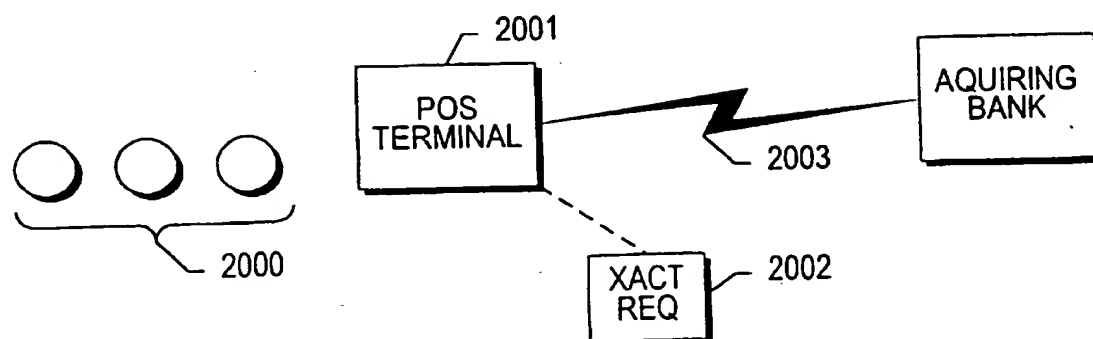 2001
POS
TERMINAL
AQUIRING
BANK
2003
2000
XACT
REQ
2002